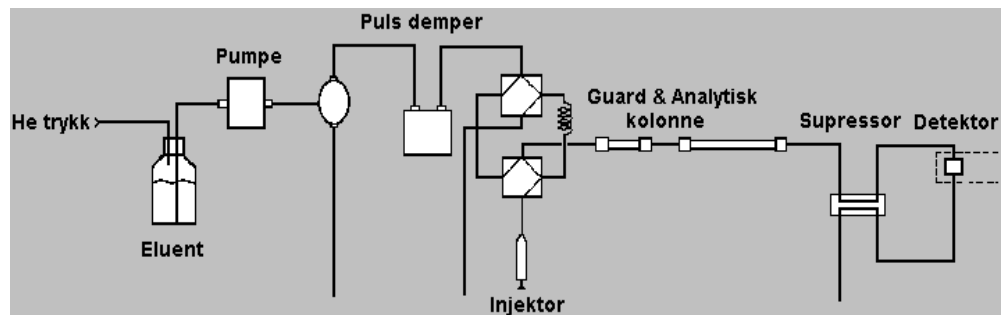 Puls demper
Pumpe
He trykk
Guard & Analytisk
kolonne
Supressor
Detektor
Eluent
Injektor